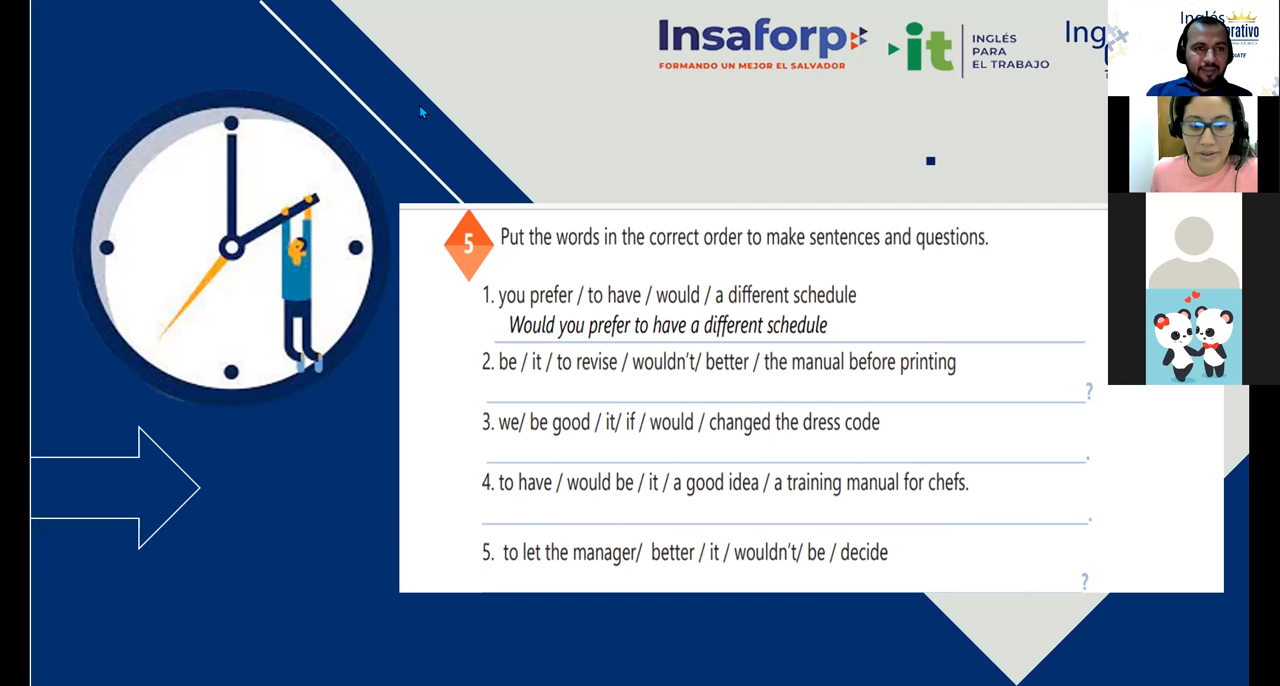 Insaforp
FORMANDO UN MEJOR EL SALVADOR
it
INGLÉS
PARA
EL TRABAJO
Ing
Inglés
5
Put the words in the correct order to make sentences and questions.
1. you prefer / to have / would / a different schedule
Would you prefer to have a different schedule
2. be / it / to revise / wouldn't/ better / the manual before printing
?
3. we/ be good / it/ if / would / changed the dress code
.
4. to have / would be / it / a good idea / a training manual for chefs.
.
5. to let the manager/ better / it / wouldn't/ be / decide
?